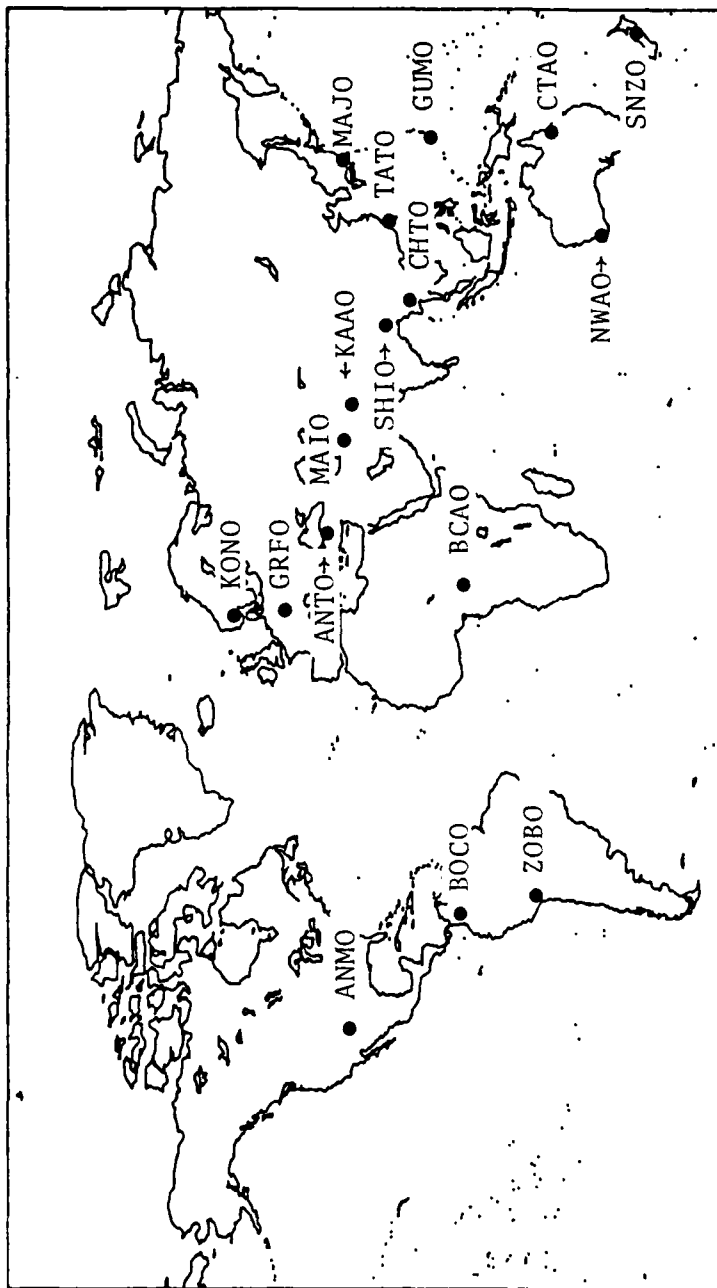 KONO
GRFO
ANTO→
MAIO
←KAAO
SHIO→
CHTO
TATO
MAJO
GUMO
CTAO
SNZO
NWAO→
BCAO
ANMO
BOCO
ZOBO